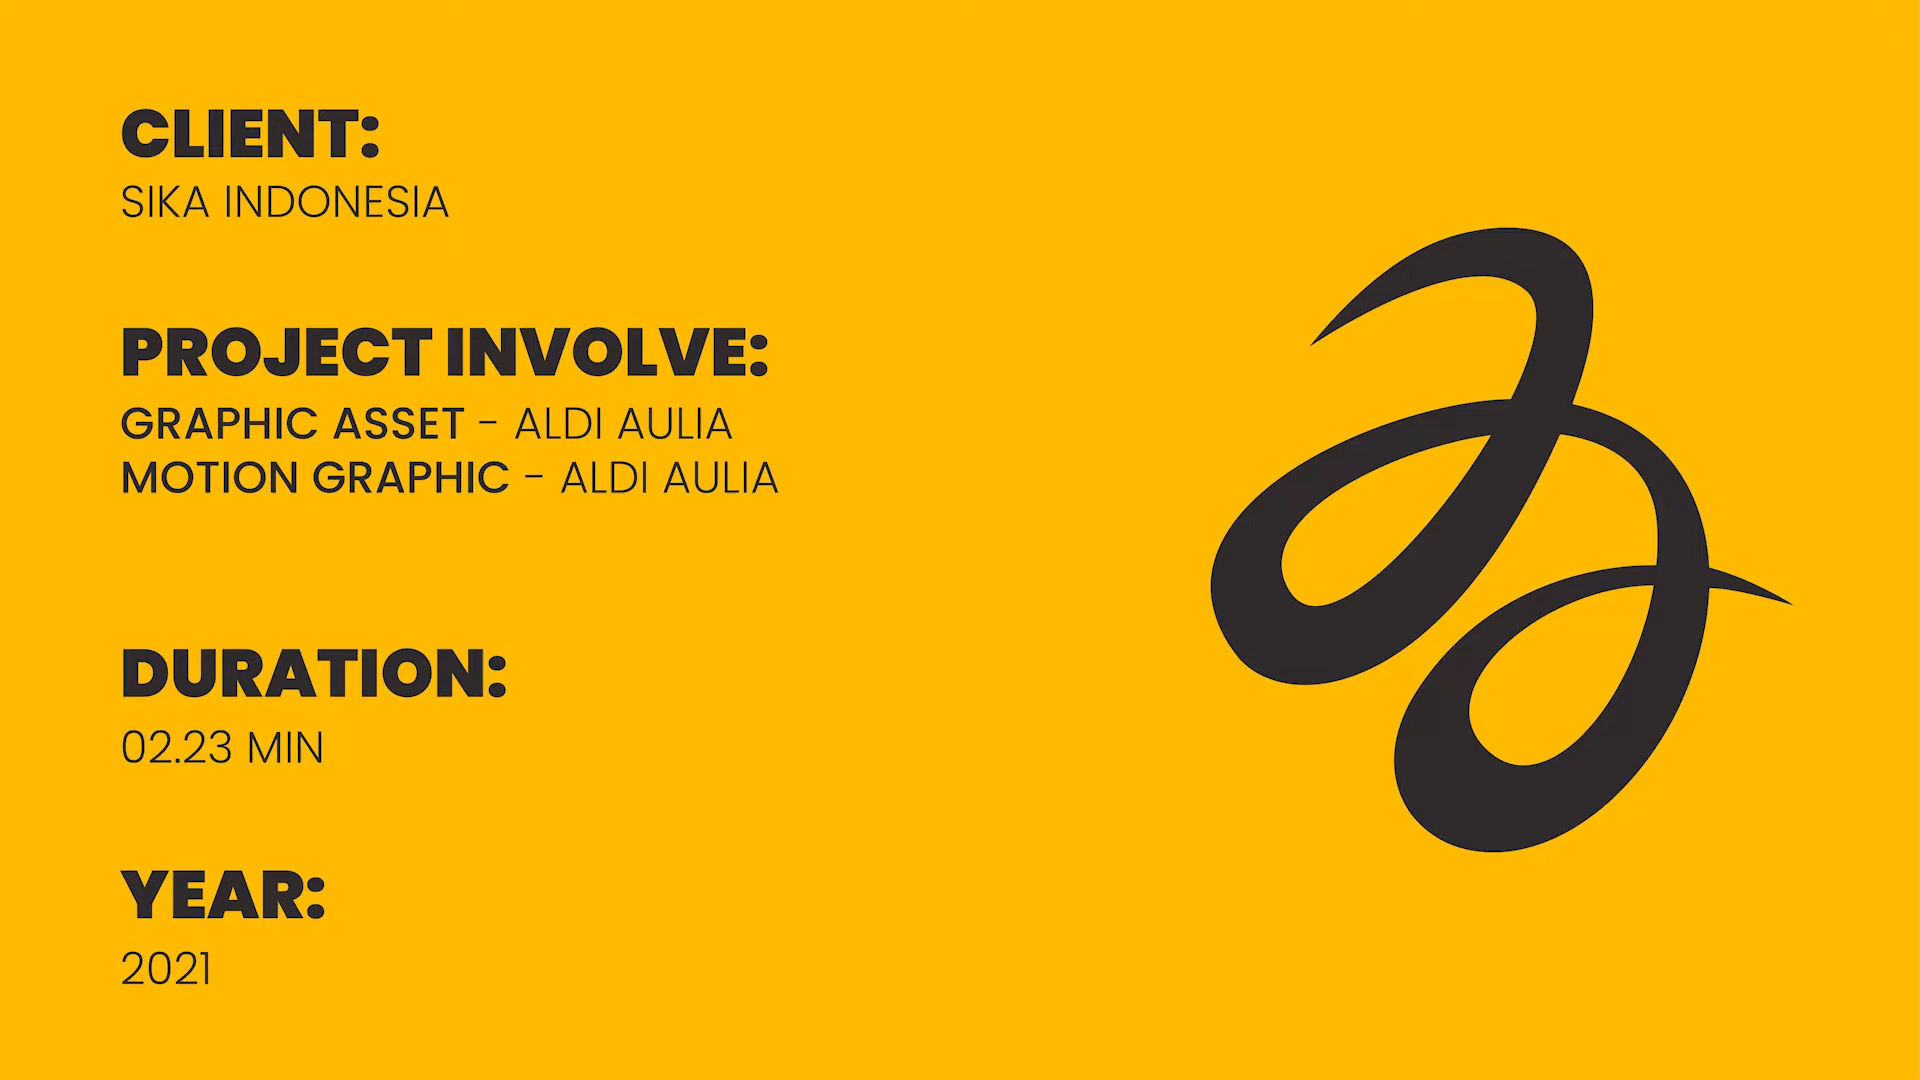 CLIENT:
SIKA INDONESIA
PROJECT INVOLVE:
GRAPHIC ASSET - ALDI AULIA
MOTION GRAPHIC - ALDI AULIA
DURATION:
02.23 MIN
YEAR:
2021